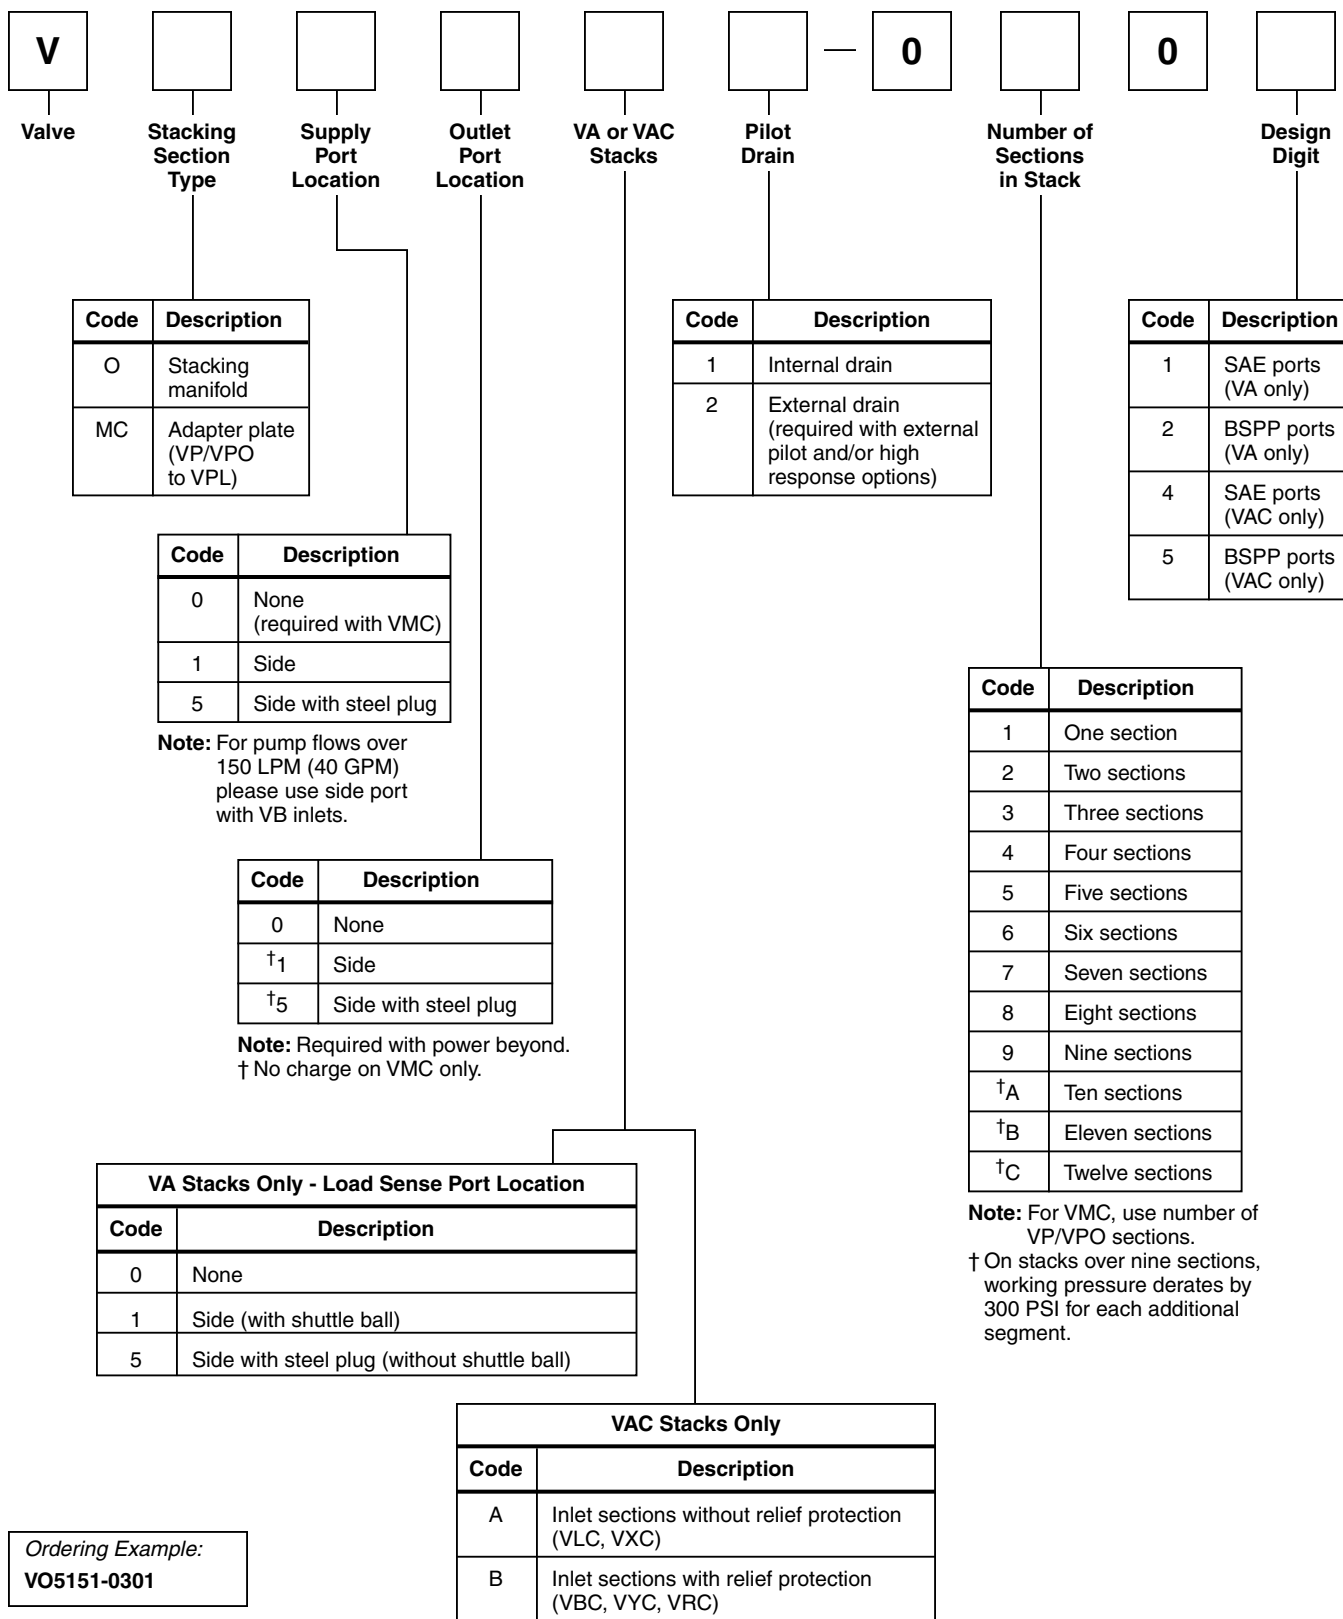 V — 0 0
Valve
Stacking
Section
Type
Supply
Port
Location
Outlet
Port
Location
VA or VAC
Stacks
Pilot
Drain
Number of
Sections
in Stack
Design
Digit
Code Description
O Stacking
manifold
MC Adapter plate
(VP/VPO
to VPL)
Code Description
1 Internal drain
2 External drain
(required with external
pilot and/or high
response options)
Code Description
1 SAE ports
(VA only)
2 BSPP ports
(VA only)
4 SAE ports
(VAC only)
5 BSPP ports
(VAC only)
Code Description
0 None
(required with VMC)
1 Side
5 Side with steel plug
Note: For pump flows over
150 LPM (40 GPM)
please use side port
with VB inlets.
Code Description
0 None
†1 Side
†5 Side with steel plug
Note: Required with power beyond.
† No charge on VMC only.
Code Description
1 One section
2 Two sections
3 Three sections
4 Four sections
5 Five sections
6 Six sections
7 Seven sections
8 Eight sections
9 Nine sections
†A Ten sections
†B Eleven sections
†C Twelve sections
Note: For VMC, use number of
VP/VPO sections.
† On stacks over nine sections,
working pressure derates by
300 PSI for each additional
segment.
VA Stacks Only - Load Sense Port Location
Code Description
0 None
1 Side (with shuttle ball)
5 Side with steel plug (without shuttle ball)
VAC Stacks Only
Code Description
A Inlet sections without relief protection
(VLC, VXC)
B Inlet sections with relief protection
(VBC, VYC, VRC)
Ordering Example:
VO5151-0301